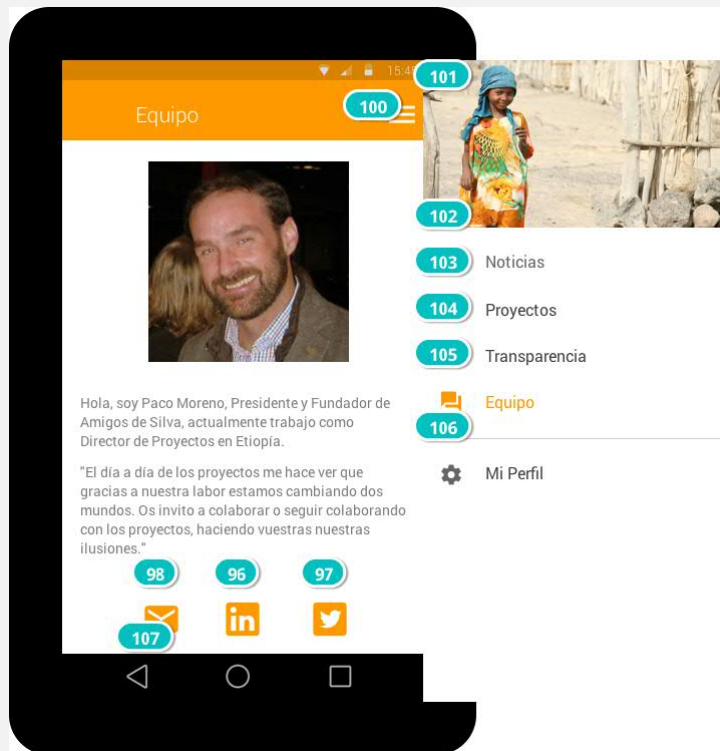 15:4
101
Equipo
100
102
103
Noticias
104
Proyectos
105
Transparencia
Equipo
106
Mi Perfil
Hola, soy Paco Moreno, Presidente y Fundador de
Amigos de Silva, actualmente trabajo como
Director de Proyectos en Etiopía.
"El día a día de los proyectos me hace ver que
gracias a nuestra labor estamos cambiando dos
mundos. Os invito a colaborar o seguir colaborando
con los proyectos, haciendo vuestras nuestras
ilusiones."
98
96
97
in
107